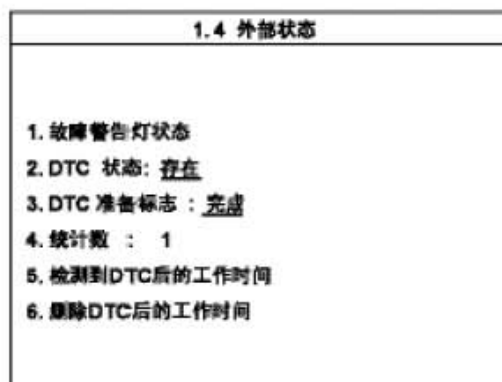 1.4 外部状态
1. 故障警告灯状态
2. DTC 状态: 存在
3. DTC 准备标志 : 完成
4. 统计数 : 1
5. 检测到DTC后的工作时间
6. 删除DTC后的工作时间